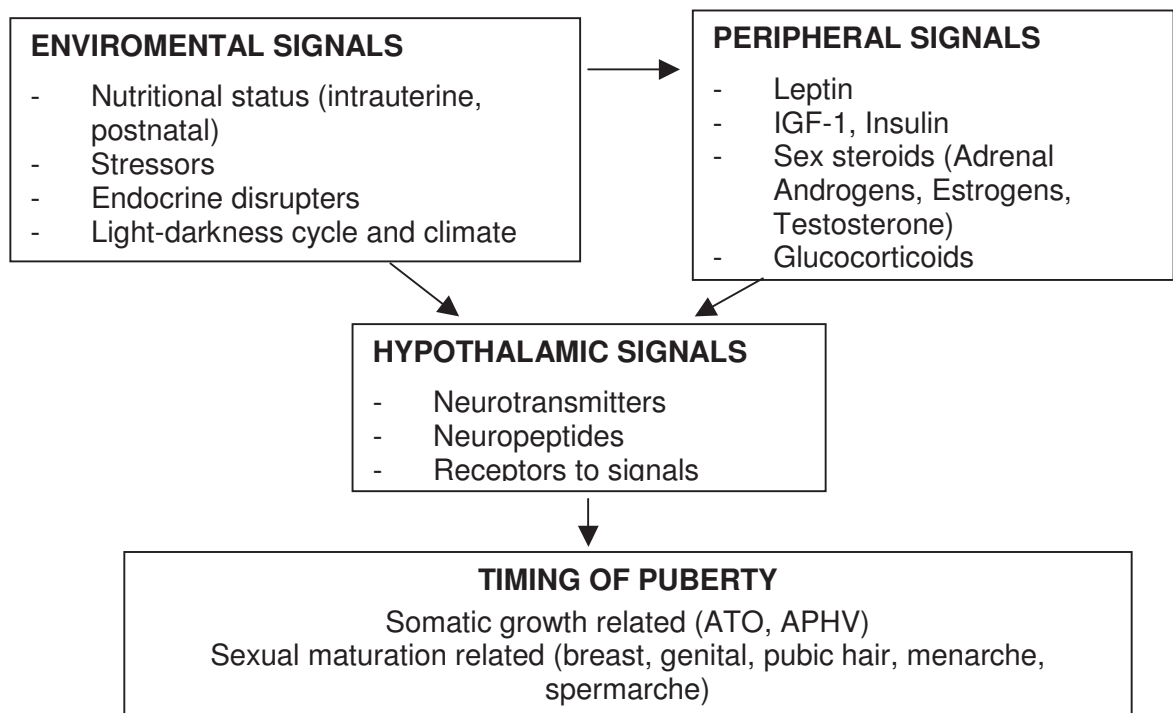 ENVIROMENTAL SIGNALS
- Nutritional status (intrauterine,
postnatal)
- Stressors
- Endocrine disrupters
- Light-darkness cycle and climate
PERIPHERAL SIGNALS
- Leptin
- IGF-1, Insulin
- Sex steroids (Adrenal
Androgens, Estrogens,
Testosterone)
- Glucocorticoids
HYPOTHALAMIC SIGNALS
- Neurotransmitters
- Neuropeptides
- Receptors to signals
TIMING OF PUBERTY
Somatic growth related (ATO, APHV)
Sexual maturation related (breast, genital, pubic hair, menarche,
spermarche)